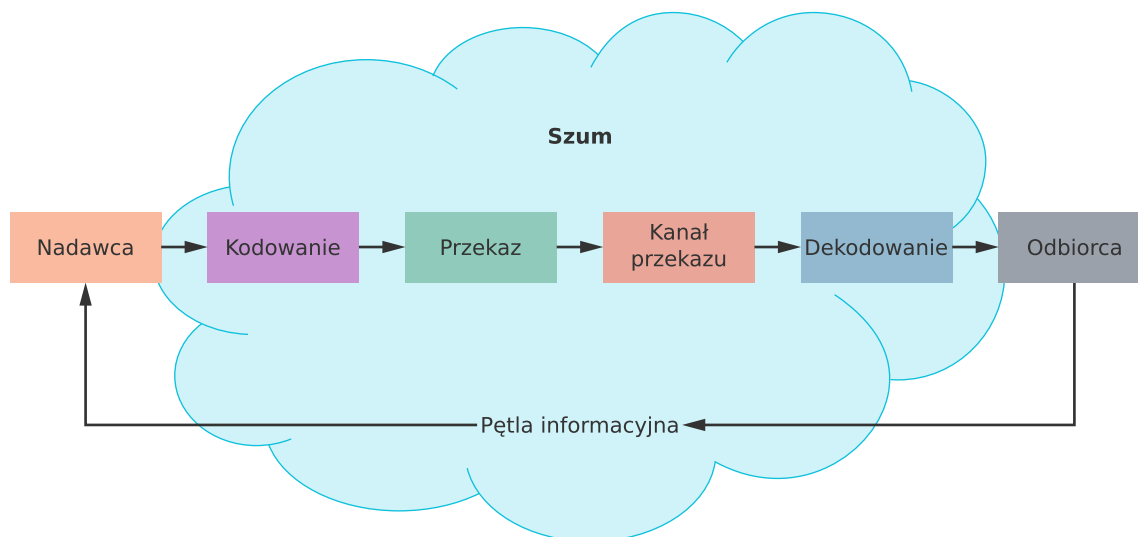 Szum
Nadawca
Kodowanie
Przekaz
Kanał
przekazu
Dekodowanie
Odbiorca
Pętla informacyjna